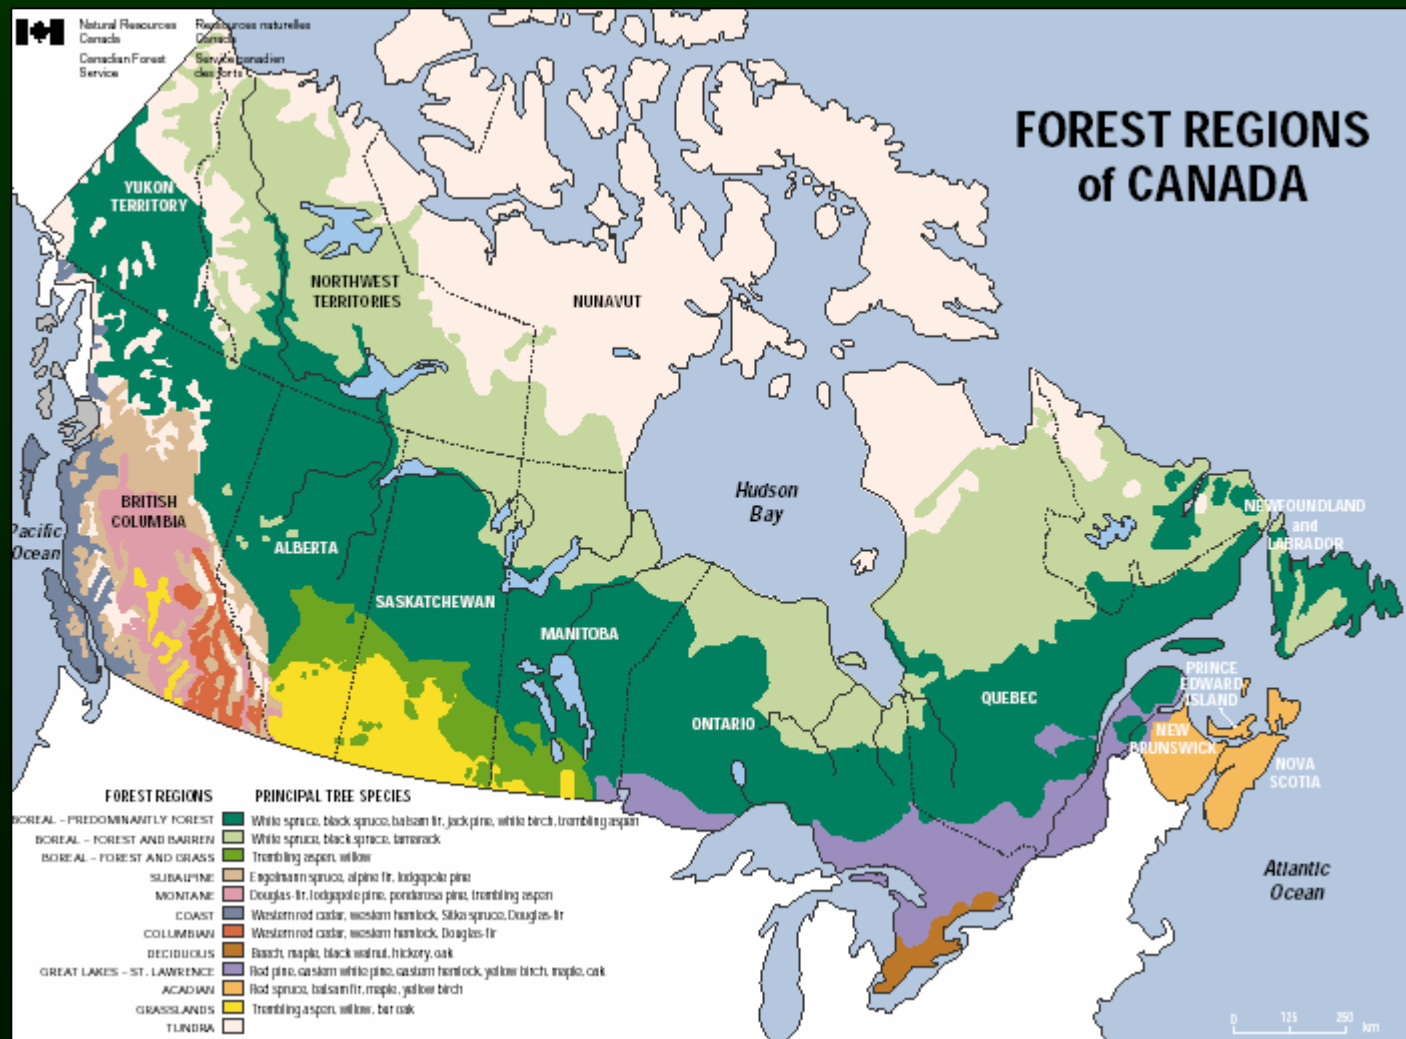 Natural Resources Canada
Ressources naturelles Canada
Canadian Forest Service
Service canadien des forêts
FOREST REGIONS
of CANADA
YUKON
TERRITORY
NORTHWEST
TERRITORIES
NUNAVUT
Hudson
Bay
BRITISH
COLUMBIA
Pacific
Ocean
ALBERTA
SASKATCHEWAN
MANITOBA
ONTARIO
QUEBEC
NEWFOUNDLAND
and
LABRADOR
PRINCE
EDWARD
ISLAND
NEW
BRUNSWICK
NOVA
SCOTIA
Atlantic
Ocean
FOREST REGIONS PRINCIPAL TREE SPECIES
BOREAL – PREDOMINANTLY FOREST White spruce, black spruce, balsam fir, jack pine, white birch, trembling aspen
BOREAL – FOREST AND BARREN White spruce, black spruce, tamarack
BOREAL – FOREST AND GRASS Trembling aspen, willow
SUBALPINE Engelmann spruce, alpine fir, lodgepole pine
MONTANE Douglas-fir, lodgepole pine, ponderosa pine, trembling aspen
COAST Western red cedar, western hemlock, Sitka spruce, Douglas-fir
COLUMBIAN Western red cedar, western hemlock, Douglas-fir
DECIDUOUS Beech, maple, black walnut, hickory, oak
GREAT LAKES – ST. LAWRENCE Red pine, eastern white pine, eastern hemlock, yellow birch, maple, oak
ACADIAN Red spruce, balsam fir, maple, yellow birch
GRASSLANDS Trembling aspen, willow, bur oak
TUNDRA
0 125 250
km